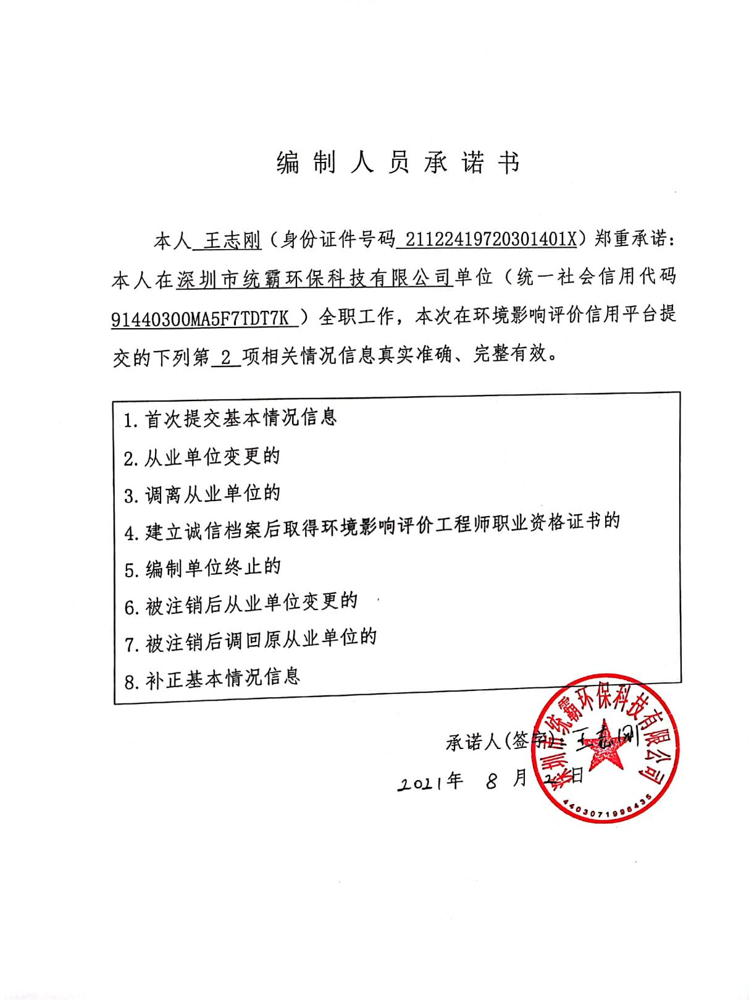 编制人员承诺书
本人 王志刚（身份证件号码 21122419720301401X）郑重承诺：
本人在深圳市统霸环保科技有限公司单位（统一社会信用代码
91440300MA5F7TDT7K ）全职工作，本次在环境影响评价信用平台提
交的下列第 2 项相关情况信息真实准确、完整有效。
1. 首次提交基本情况信息
2. 从业单位变更的
3. 调离从业单位的
4. 建立诚信档案后取得环境影响评价工程师职业资格证书的
5. 编制单位终止的
6. 被注销后从业单位变更的
7. 被注销后调回原从业单位的
8. 补正基本情况信息
承诺人(签字)：王志刚
2021年 8 月 2 日
深圳市统霸环保科技有限公司
4403071996435